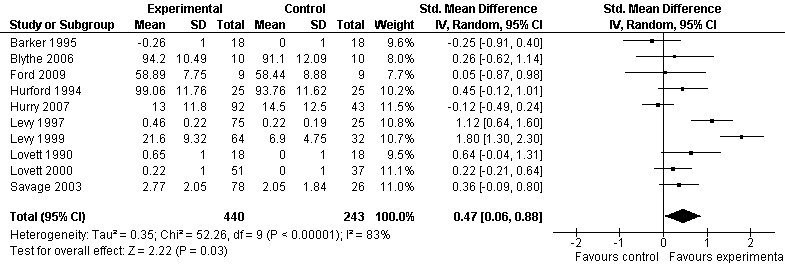 Experimental Control Std. Mean Difference Std. Mean Difference
Study or Subgroup Mean SD Total Mean SD Total Weight IV, Random, 95% CI IV, Random, 95% CI
Barker 1995 -0.26 1 18 0 1 18 9.6% -0.25 [-0.91, 0.40]
Blythe 2006 94.2 10.49 10 91.1 12.09 10 8.0% 0.26 [-0.62, 1.14]
Ford 2009 58.89 7.75 9 58.44 8.88 9 7.7% 0.05 [-0.87, 0.98]
Hurford 1994 99.06 11.76 25 93.76 11.62 25 10.3% 0.45 [-0.12, 1.01]
Hurry 2007 13 11.8 92 14.5 12.5 43 11.6% -0.12 [-0.49, 0.24]
Levy 1997 0.46 0.22 75 0.22 0.19 25 10.9% 1.12 [0.64, 1.60]
Levy 1999 21.6 9.32 64 6.9 4.75 32 10.7% 1.80 [1.30, 2.30]
Lovett 1990 0.65 1 18 0 1 18 9.5% 0.64 [-0.04, 1.31]
Lovett 2000 0.22 1 51 0 1 37 11.2% 0.22 [-0.21, 0.64]
Savage 2003 2.77 2.05 78 2.05 1.84 26 11.0% 0.36 [-0.09, 0.80]
Total (95% CI) 440 243 100.0% 0.47 [0.06, 0.88]
Heterogeneity: Tau² = 0.35; Chi² = 52.26, df = 9 (P < 0.00001); I² = 83%
Test for overall effect: Z = 2.22 (P = 0.03)
-2 -1 0 1 2
Favours control Favours experimenta